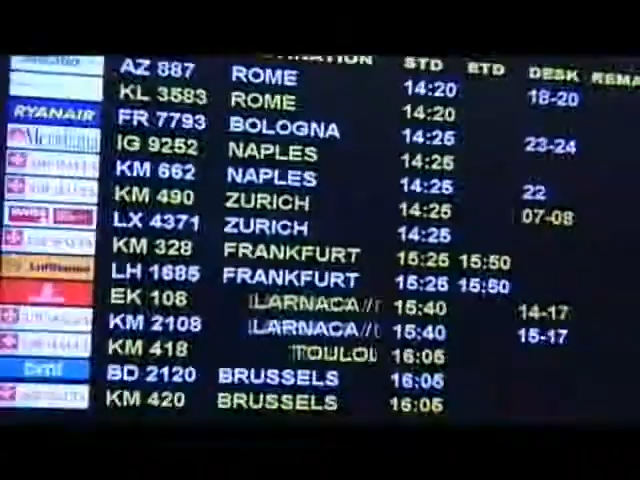 STD ETD DESK
AZ 887 ROME 14:20 18-20
KL 3583 ROME 14:20
RYANAIR FR 7793 BOLOGNA 14:25 23-24
Meridiana IG 9252 NAPLES 14:25
KM 662 NAPLES 14:25 22
KM 490 ZURICH 14:25 07-08
LX 4371 ZURICH 14:25
KM 328 FRANKFURT 15:25 15:50
Lufthansa LH 1685 FRANKFURT 15:25 15:50
EK 108 LARNACA 15:40 14-17
KM 2108 LARNACA 15:40 15-17
KM 418 16:05
bmi BD 2120 BRUSSELS 16:05
KM 420 BRUSSELS 16:05